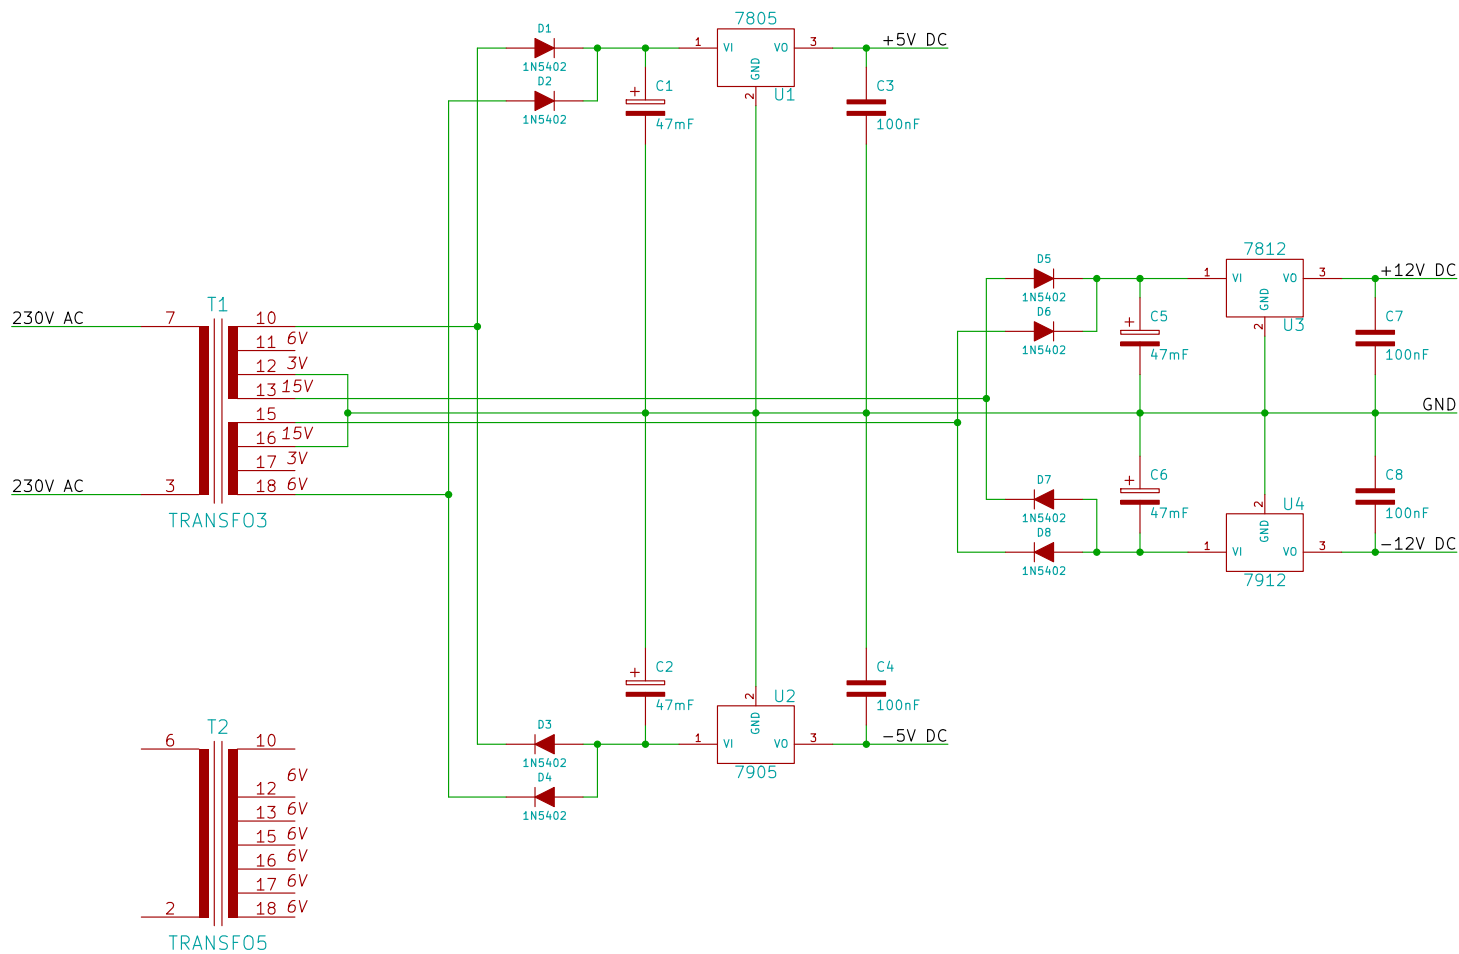 D1
1N5402
D2
1N5402
7805
1
VI
VO
3
GND
2
U1
+5V DC
C1
+
47mF
C3
100nF
D5
1N5402
D6
1N5402
7812
1
VI
VO
3
GND
2
U3
+12V DC
C5
+
47mF
C7
100nF
T1
230V AC
7
10
6V
11
3V
12
15V
13
15
15V
16
3V
17
6V
18
230V AC
3
TRANSFO3
GND
D7
1N5402
D8
1N5402
C6
+
47mF
U4
2
GND
1
VI
VO
3
7912
C8
100nF
-12V DC
C2
+
47mF
U2
2
GND
1
VI
VO
3
7905
C4
100nF
-5V DC
D3
1N5402
D4
1N5402
T2
6
10
6V
12
6V
13
6V
15
6V
16
6V
17
6V
18
2
TRANSFO5